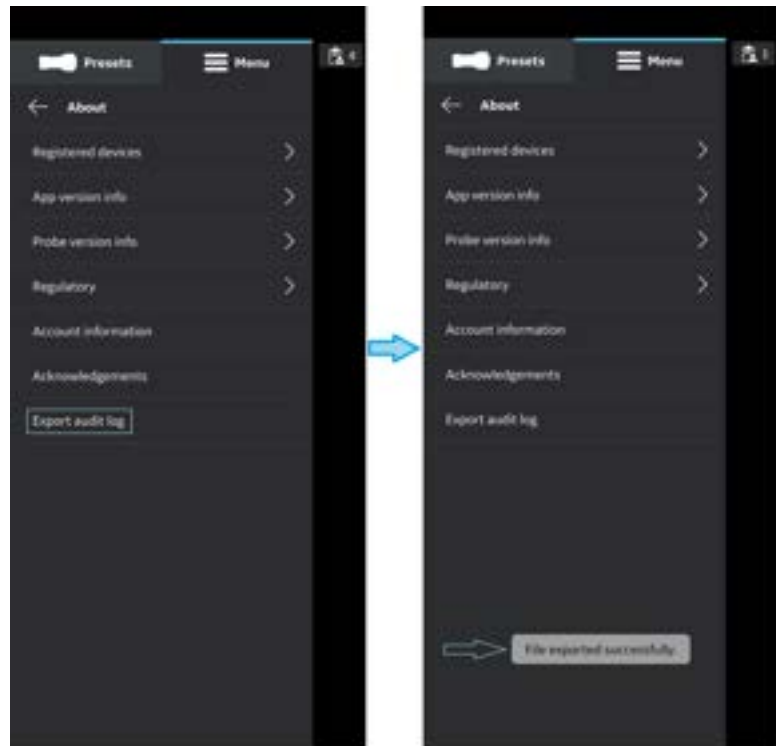 Presets
Menu
4
About
Registered devices
App version info
Probe version info
Regulatory
Account information
Acknowledgements
Export audit log
Presets
Menu
About
Registered devices
App version info
Probe version info
Regulatory
Account information
Acknowledgements
Export audit log
File exported successfully.